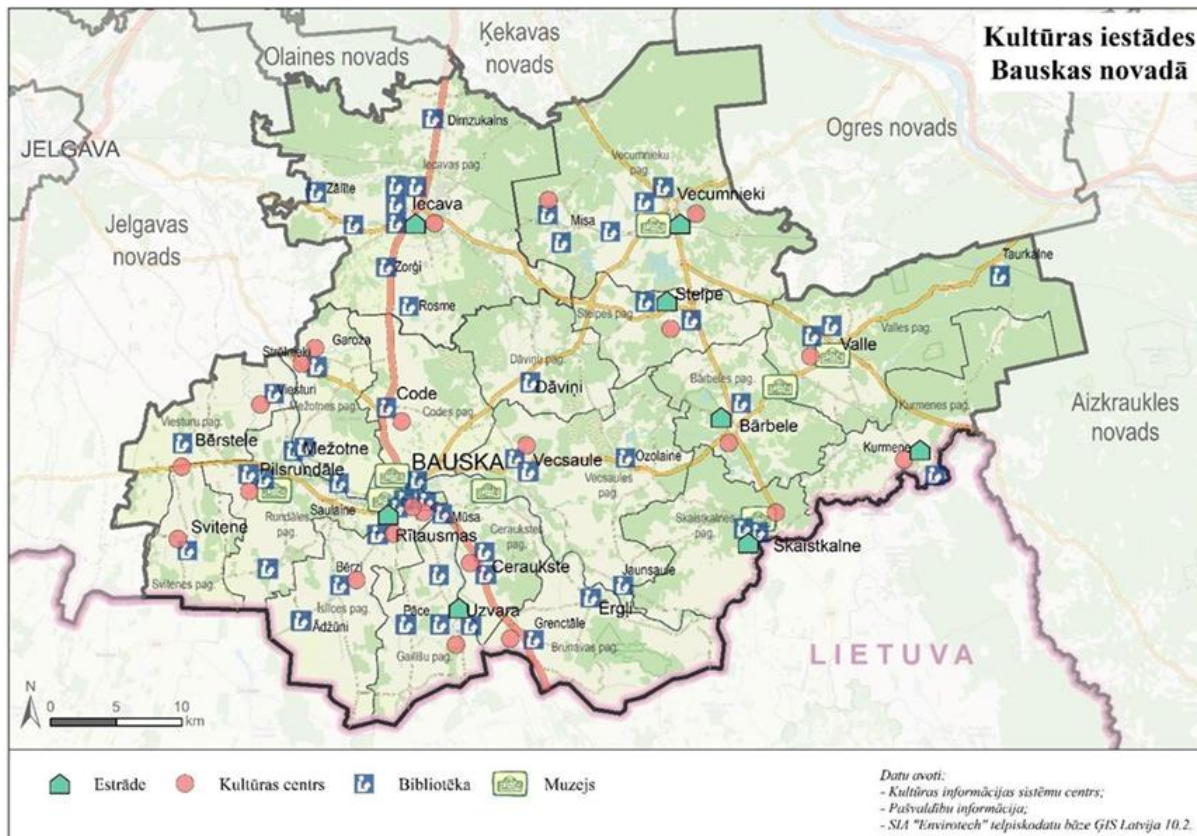 Kultūras iestādes
Bauskas novadā
Olaines novads
Ķekavas
novads
Ogres novads
JELGAVA
Jelgavas
novads
Aizkraukles
novads
LIETUVA
Dimzukalns
Iecavas pag.
Vecumnieku
pag.
Zālīte
Iecava
Vecumnieki
Misa
Zorģi
Rosme
Taurkalne
Stelpe
Stelpes pag.
Valles pag.
Valle
Garoza
Strēlnieki
Dāviņu pag.
Dāviņi
Bārbeles pag.
Viesturi
Mežotnes pag.
Code
Codes pag.
Kurmenes pag.
Viesturu pag.
Bērstele
Mežotne
Bārbele
Kurmene
BAUSKA
Vecsaule
Ozolaine
Pilsrundāle
Vecsaules
pag.
Saulaine
Rundāles
pag.
Mūsa
Skaistkalnes
pag.
Svitene
Rītausmas
Ceraukstes
pag.
Skaistkalne
Svitenes pag.
Bērzi
Ceraukste
Jaunsaule
Īslīces pag.
Ērgļi
Ādžūni
Pāce
Uzvara
Grenctāle
Gailīšu pag.
Brunavas pag.
N
0 5 10
km
Estrāde
Kultūras centrs
Bibliotēka
Muzejs
Datu avoti:
- Kultūras informācijas sistēmu centrs;
- Pašvaldību informācija;
- SIA "Envirotech" telpiskodatu bāze ĢIS Latvija 10.2.